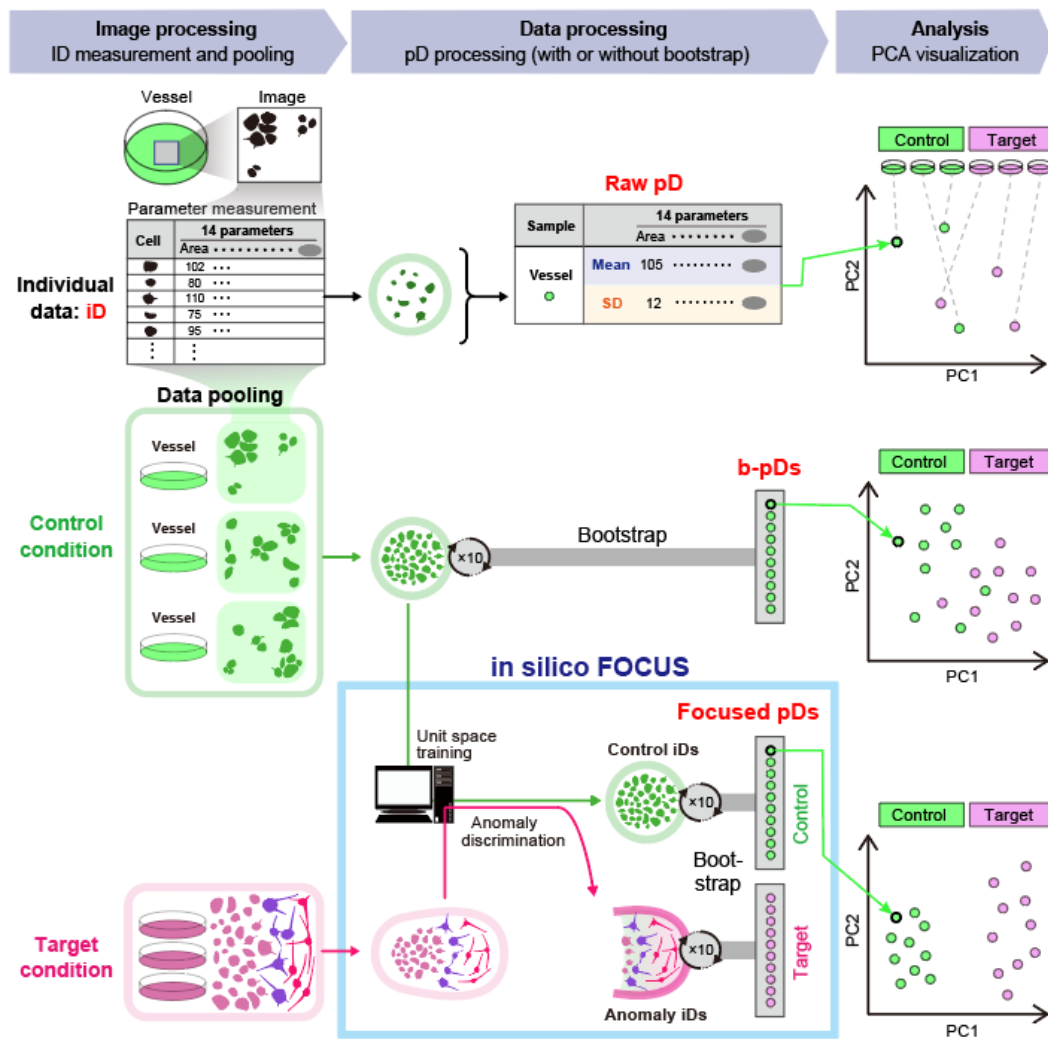 Image processing
ID measurement and pooling
Data processing
pD processing (with or without bootstrap)
Analysis
PCA visualization
Vessel
Image
Parameter measurement
Cell
14 parameters
Area
102
80
110
75
95
Individual
data: iD
Raw pD
Sample
14 parameters
Area
Vessel
Mean
105
SD
12
Control
Target
PC2
PC1
Data pooling
Vessel
Vessel
Vessel
Control
condition
×10
Bootstrap
b-pDs
Control
Target
PC2
PC1
in silico FOCUS
Unit space
training
Anomaly
discrimination
Control iDs
×10
Focused pDs
Control
Boot-
strap
Target
×10
Anomaly iDs
Target
condition
Control
Target
PC2
PC1